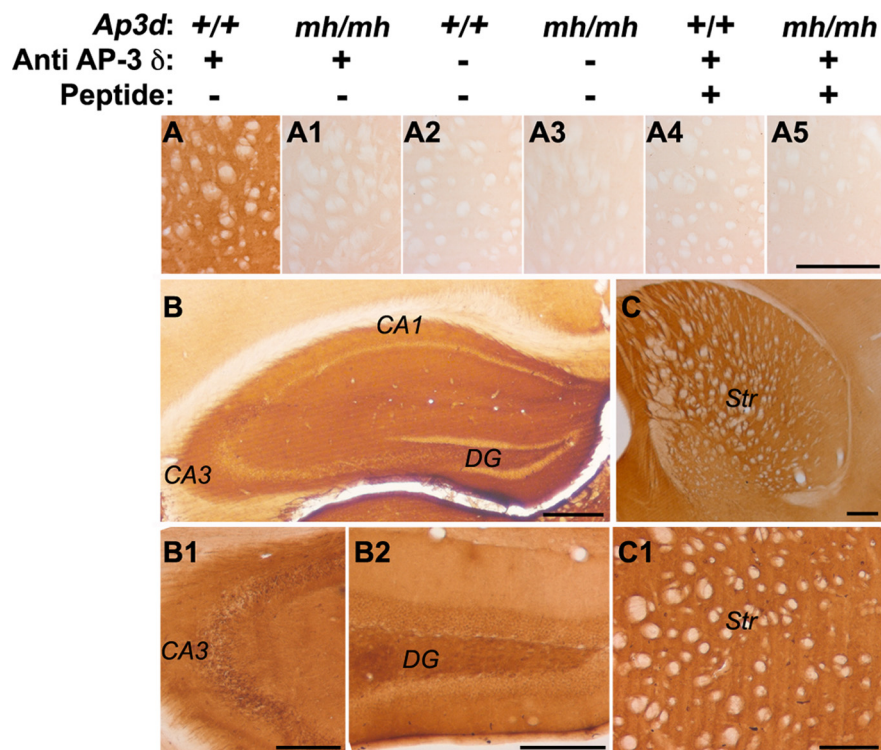 Ap3d: +/+ mh/mh +/+ mh/mh +/+ mh/mh
Anti AP-3 δ: + + - - + +
Peptide: - - - - + +
A A1 A2 A3 A4 A5
B CA1 CA3 DG
C Str
B1 CA3
B2 DG
C1 Str